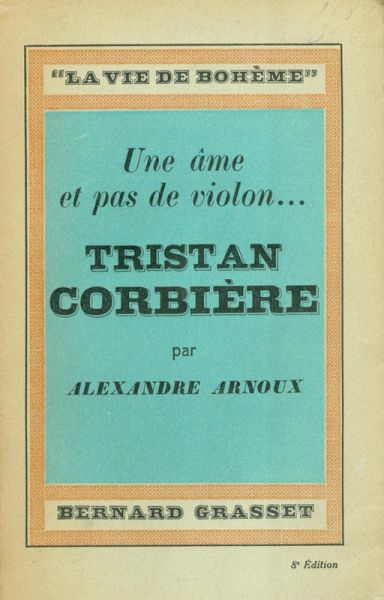 "LA VIE DE BOHÈME"
Une âme
et pas de violon...
TRISTAN
CORBIÈRE
par
ALEXANDRE ARNOUX
BERNARD GRASSET
8e Édition